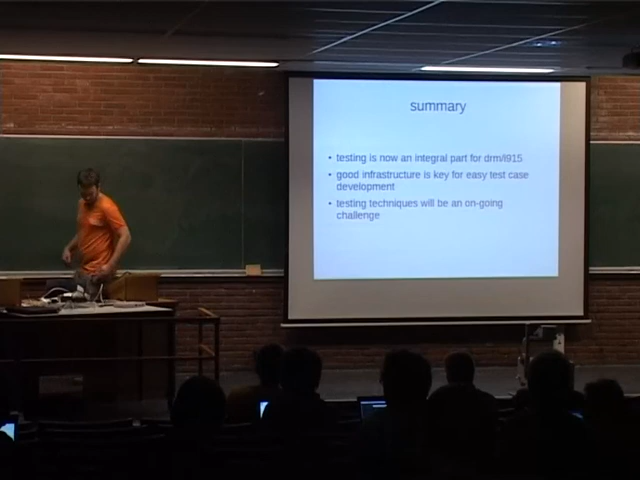 summary
• testing is now an integral part for drm/i915
• good infrastructure is key for easy test case
development
• testing techniques will be an on-going
challenge